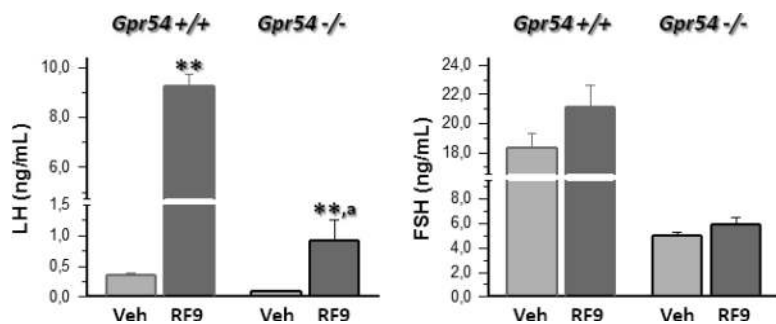 Gpr54 +/+ Gpr54 -/-
10,0
8,0
6,0
1,5
1,0
0,5
0,0
LH (ng/mL)
**
**,a
Veh RF9 Veh RF9
Gpr54 +/+ Gpr54 -/-
24,0
22,0
20,0
18,0
8,0
6,0
4,0
2,0
0,0
FSH (ng/mL)
Veh RF9 Veh RF9